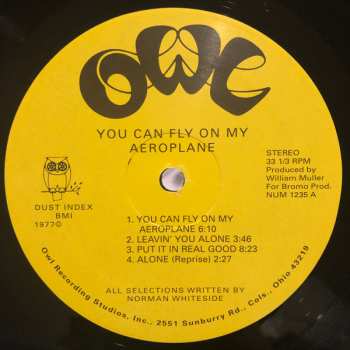 OWL
YOU CAN FLY ON MY
AEROPLANE
STEREO
33 1/3 RPM
Produced by
William Muller
For Bromo Prod.
NUM 1235 A
DUST INDEX
BMI
1977©
1. YOU CAN FLY ON MY
AEROPLANE 6:10
2. LEAVIN' YOU ALONE 3:46
3. PUT IT IN REAL GOOD 8:23
4. ALONE (Reprise) 2:27
ALL SELECTIONS WRITTEN BY
NORMAN WHITESIDE
Owl Recording Studios, Inc., 2551 Sunburry Rd., Cols., Ohio 43219